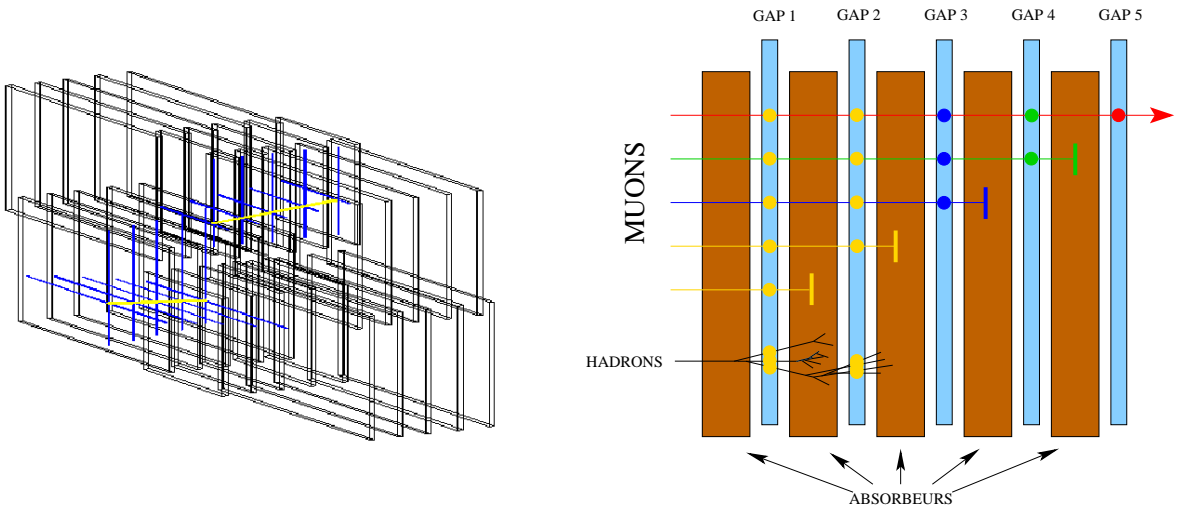 GAP 1 GAP 2 GAP 3 GAP 4 GAP 5
MUONS
HADRONS
ABSORBEURS